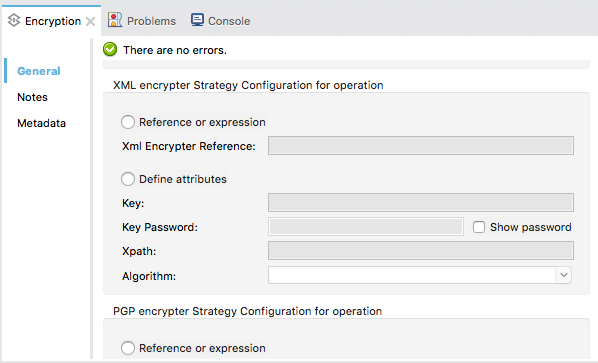 Encryption Problems Console
There are no errors.
General
Notes
Metadata
XML encrypter Strategy Configuration for operation
Reference or expression
Xml Encrypter Reference:
Define attributes
Key:
Key Password: Show password
Xpath:
Algorithm:
PGP encrypter Strategy Configuration for operation
Reference or expression